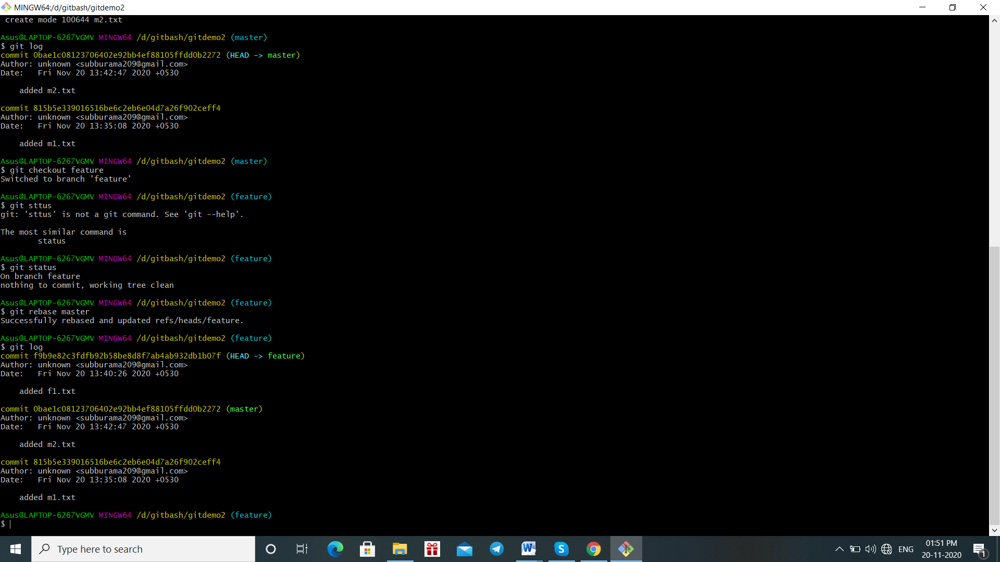 MINGW64:/d/gitbash/gitdemo2
 create mode 100644 m2.txt
Asus@LAPTOP-6267VGMV MINGW64 /d/gitbash/gitdemo2 (master)
$ git log
commit 0bae1c08123706402e92bb4ef88105ffdd0b2272 (HEAD -> master)
Author: unknown <subburama209@gmail.com>
Date:   Fri Nov 20 13:42:47 2020 +0530
    added m2.txt
commit 815b5e339016516be6c2eb6e04d7a26f902ceff4
Author: unknown <subburama209@gmail.com>
Date:   Fri Nov 20 13:35:08 2020 +0530
    added m1.txt
Asus@LAPTOP-6267VGMV MINGW64 /d/gitbash/gitdemo2 (master)
$ git checkout feature
Switched to branch 'feature'
Asus@LAPTOP-6267VGMV MINGW64 /d/gitbash/gitdemo2 (feature)
$ git sttus
git: 'sttus' is not a git command. See 'git --help'.
The most similar command is
        status
Asus@LAPTOP-6267VGMV MINGW64 /d/gitbash/gitdemo2 (feature)
$ git status
On branch feature
nothing to commit, working tree clean
Asus@LAPTOP-6267VGMV MINGW64 /d/gitbash/gitdemo2 (feature)
$ git rebase master
Successfully rebased and updated refs/heads/feature.
Asus@LAPTOP-6267VGMV MINGW64 /d/gitbash/gitdemo2 (feature)
$ git log
commit f9b9e82c3fdfb92b58be8d8f7ab4ab932db1b07f (HEAD -> feature)
Author: unknown <subburama209@gmail.com>
Date:   Fri Nov 20 13:40:26 2020 +0530
    added f1.txt
commit 0bae1c08123706402e92bb4ef88105ffdd0b2272 (master)
Author: unknown <subburama209@gmail.com>
Date:   Fri Nov 20 13:42:47 2020 +0530
    added m2.txt
commit 815b5e339016516be6c2eb6e04d7a26f902ceff4
Author: unknown <subburama209@gmail.com>
Date:   Fri Nov 20 13:35:08 2020 +0530
    added m1.txt
Asus@LAPTOP-6267VGMV MINGW64 /d/gitbash/gitdemo2 (feature)
$
Type here to search
W
S
ENG
01:51 PM
20-11-2020
1